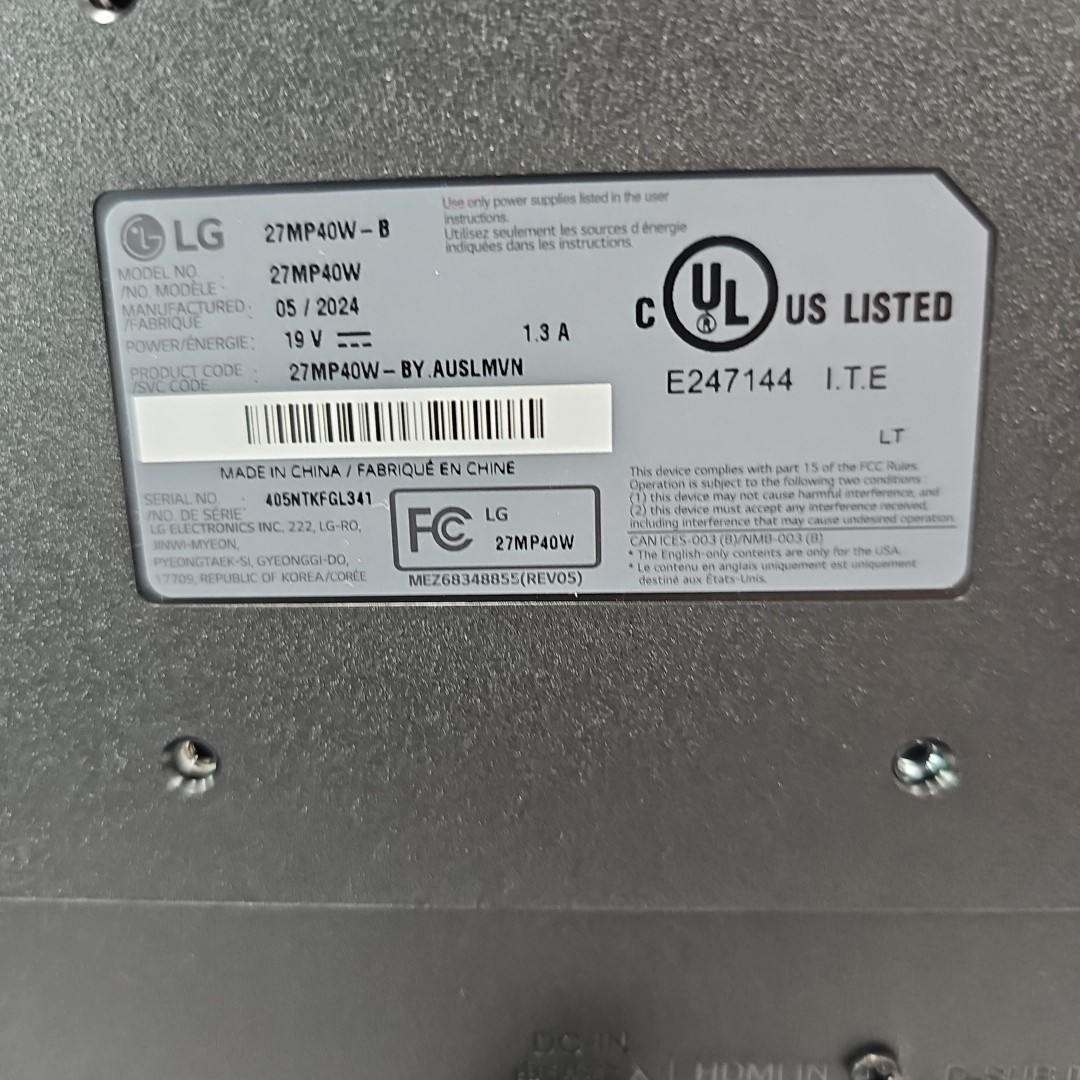 LG 27MP40W-B
Use only power supplies listed in the user
instructions.
Utilisez seulement les sources d énergie
indiquées dans les instructions.
MODEL NO.
/NO. MODÈLE : 27MP40W
MANUFACTURED :
/FABRIQUÉ 05 / 2024
POWER/ÉNERGIE: 19 V 1.3 A
PRODUCT CODE :
/SVC CODE 27MP40W-BY.AUSLMVN
MADE IN CHINA / FABRIQUÉ EN CHINE
SERIAL NO. : 405NTKFGL341
/NO. DE SÉRIE
LG ELECTRONICS INC, 222, LG-RO,
JINWI-MYEON,
PYEONGTAEK-SI, GYEONGGI-DO,
17709, REPUBLIC OF KOREA/CORÉE
FC LG
27MP40W
MEZ68348855(REV05)
C UL ® US LISTED
E247144 I.T.E
LT
This device complies with part 15 of the FCC Rules.
Operation is subject to the following two conditions :
(1) this device may not cause harmful interference, and
(2) this device must accept any interference received,
including interference that may cause undesired operation.
CAN ICES-003 (B)/NMB-003 (B)
* The English-only contents are only for the USA.
* Le contenu en anglais uniquement est uniquement
destiné aux États-Unis.
DC-IN
HDMI IN
D-SUB